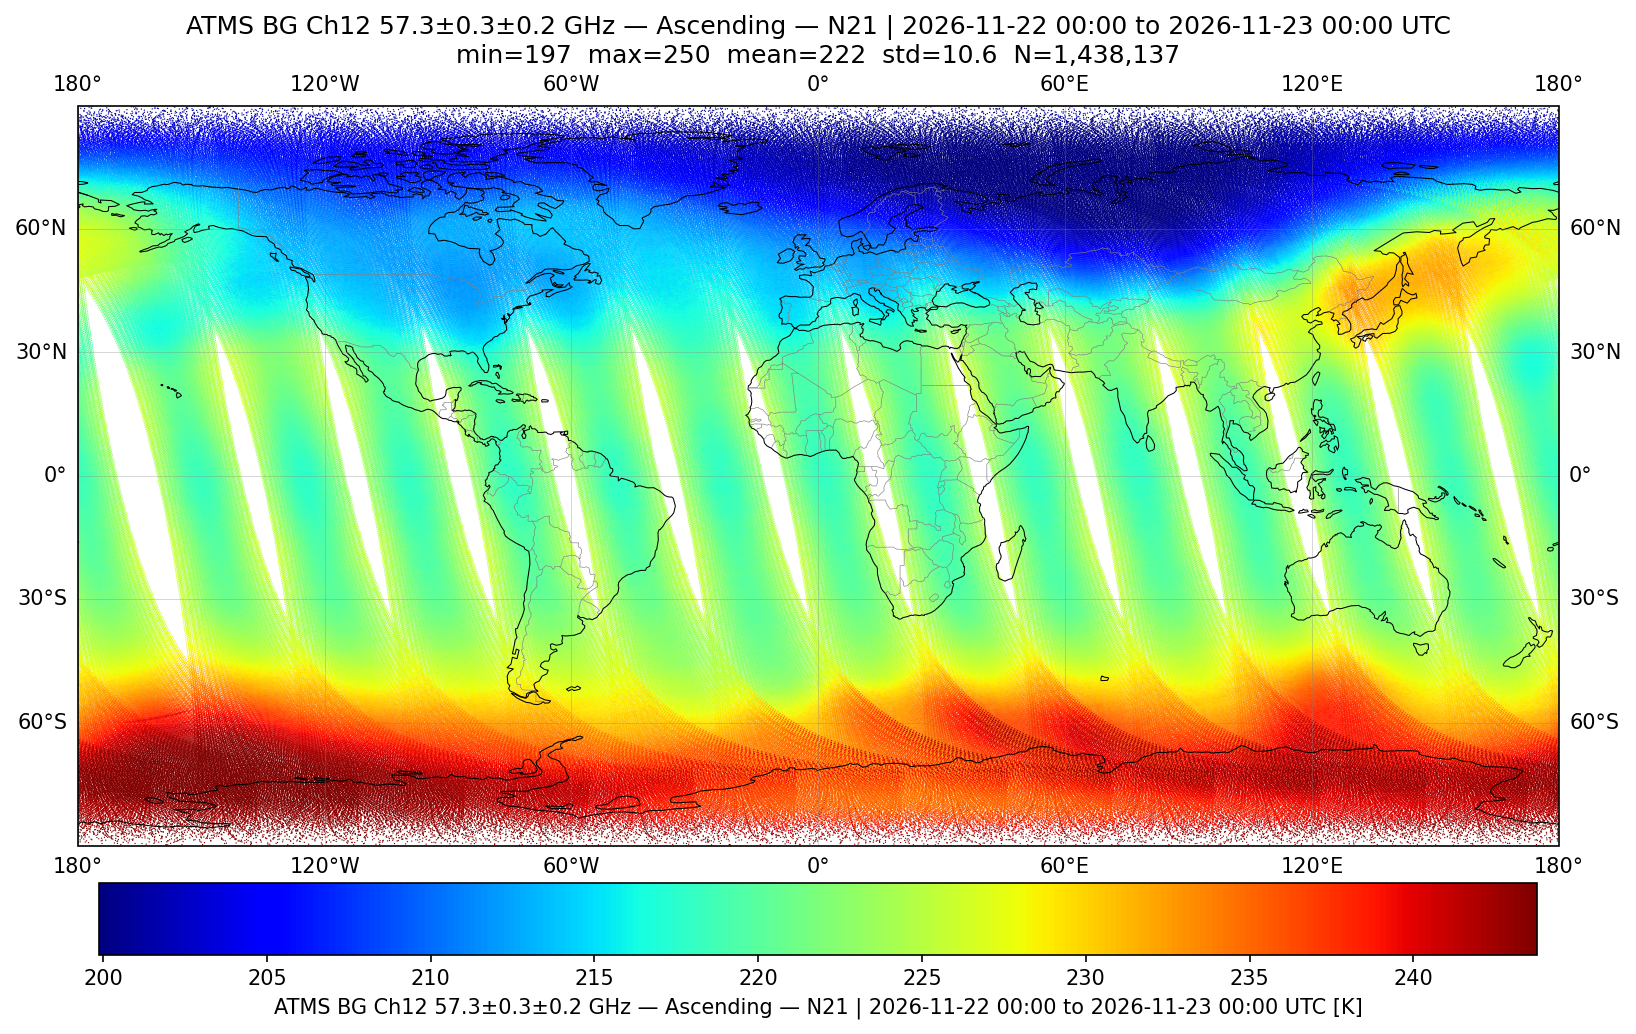 ATMS BG Ch12 57.3±0.3±0.2 GHz — Ascending — N21 | 2026-11-22 00:00 to 2026-11-23 00:00 UTC
min=197 max=250 mean=222 std=10.6 N=1,438,137
180° 120°W 60°W 0° 60°E 120°E 180°
60°N 60°N
30°N 30°N
0° 0°
30°S 30°S
60°S 60°S
180° 120°W 60°W 0° 60°E 120°E 180°
200 205 210 215 220 225 230 235 240
ATMS BG Ch12 57.3±0.3±0.2 GHz — Ascending — N21 | 2026-11-22 00:00 to 2026-11-23 00:00 UTC [K]